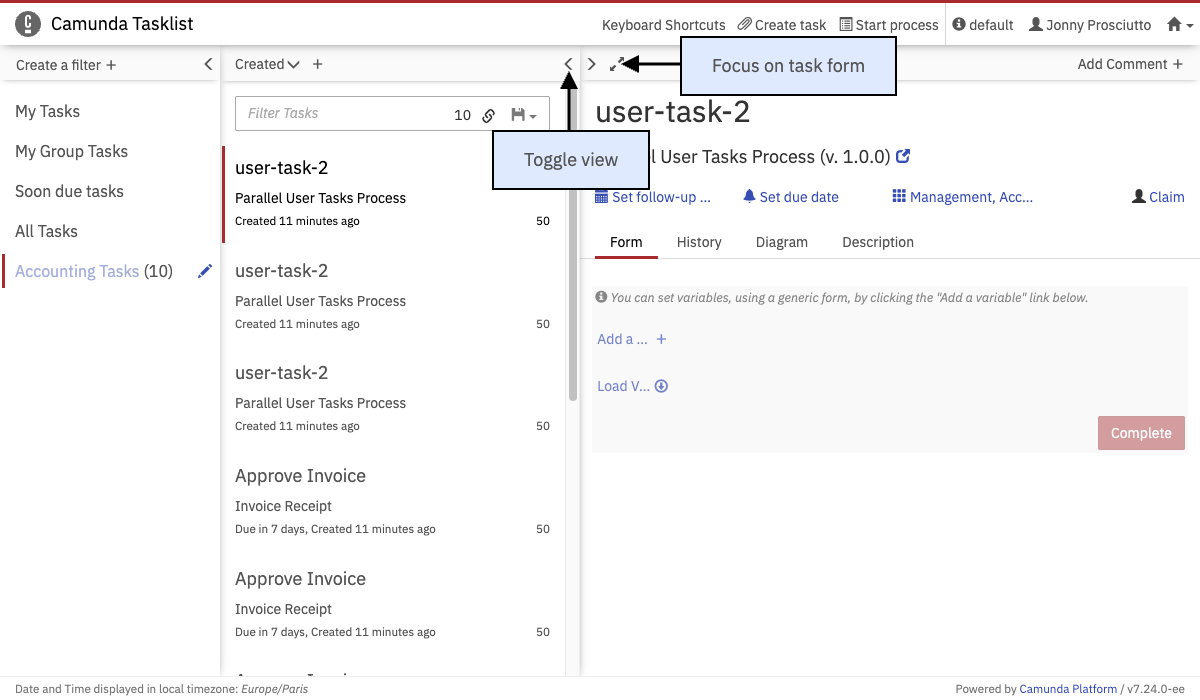 Camunda Tasklist
Keyboard Shortcuts Create task Start process default Jonny Prosciutto
Create a filter +
My Tasks
My Group Tasks
Soon due tasks
All Tasks
Accounting Tasks (10)
Created +
Filter Tasks 10
user-task-2
Parallel User Tasks Process
Created 11 minutes ago 50
user-task-2
Parallel User Tasks Process
Created 11 minutes ago 50
user-task-2
Parallel User Tasks Process
Created 11 minutes ago 50
Approve Invoice
Invoice Receipt
Due in 7 days, Created 11 minutes ago 50
Approve Invoice
Invoice Receipt
Due in 7 days, Created 11 minutes ago 50
Toggle view
Focus on task form
Add Comment +
user-task-2
User Tasks Process (v. 1.0.0)
Set follow-up ... Set due date Management, Acc... Claim
Form History Diagram Description
You can set variables, using a generic form, by clicking the "Add a variable" link below.
Add a ... +
Load V...
Complete
Date and Time displayed in local timezone: Europe/Paris
Powered by Camunda Platform / v7.24.0-ee